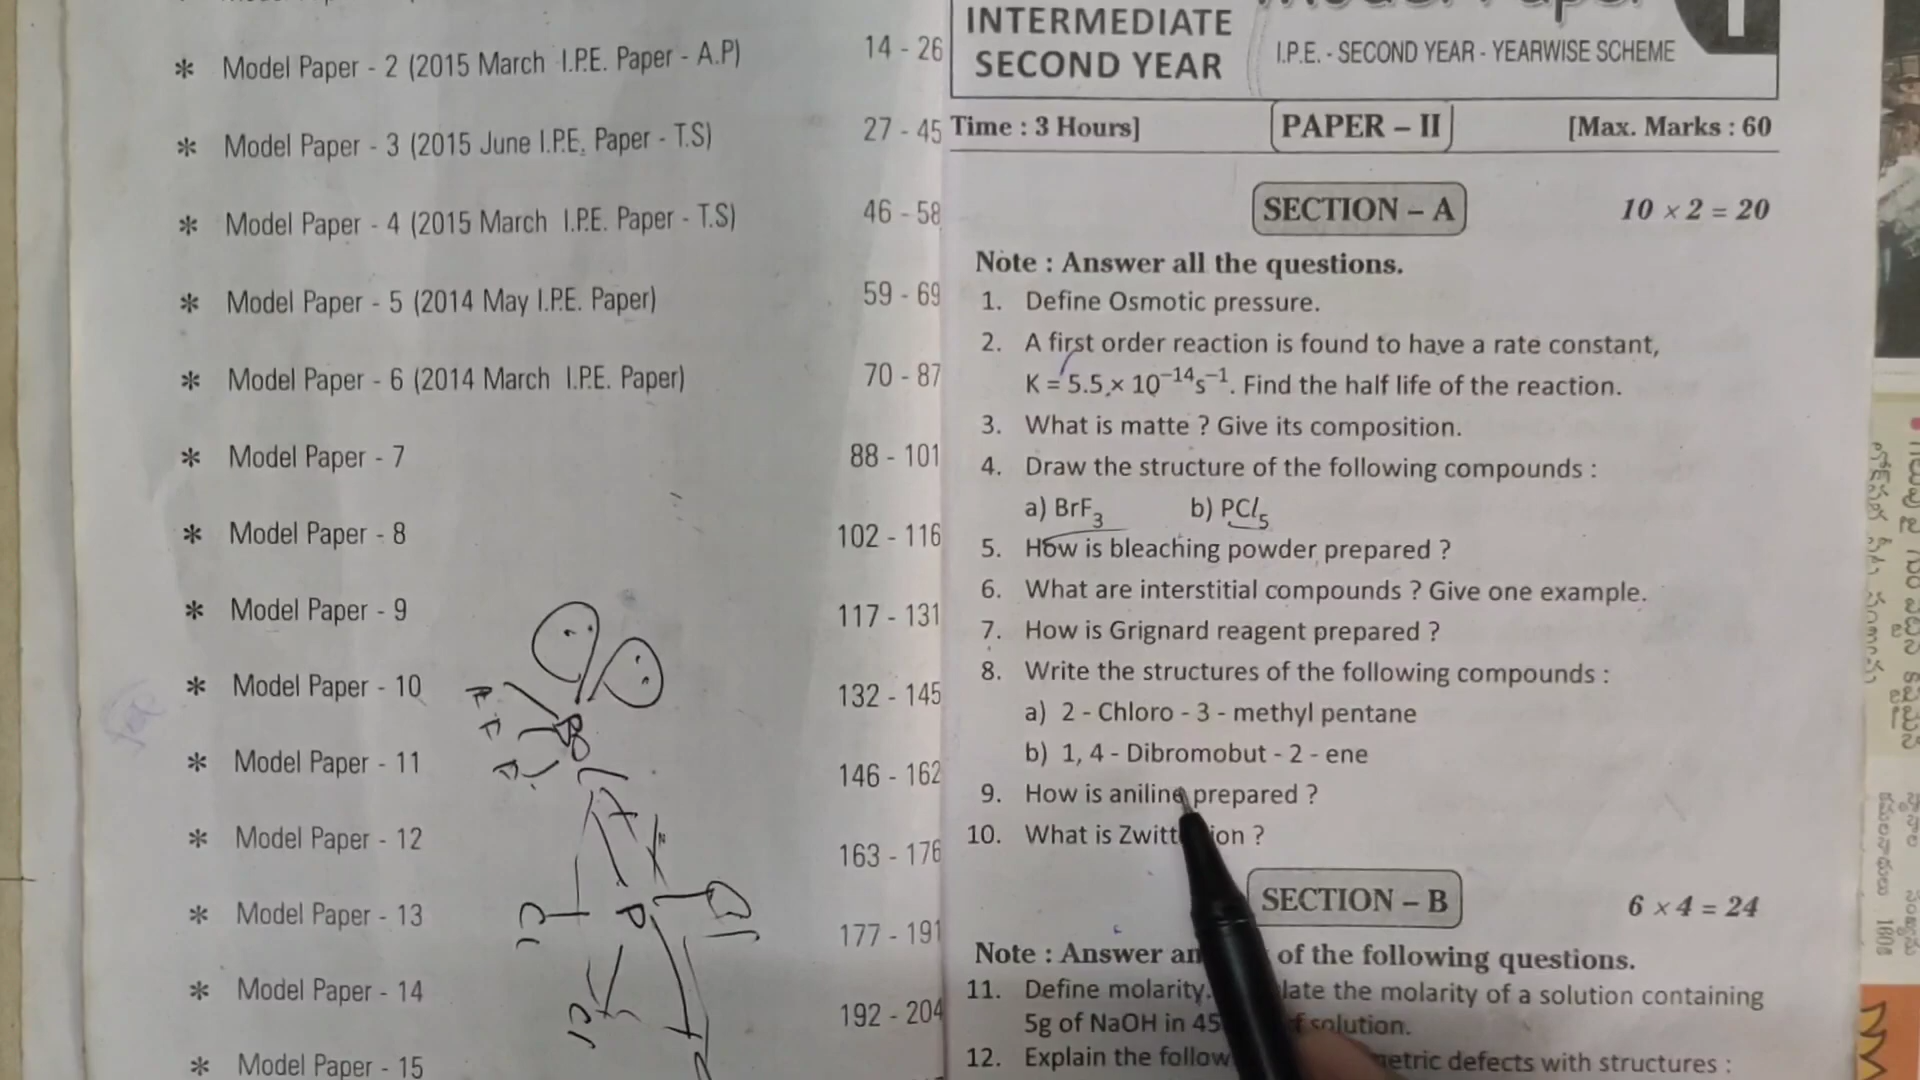 * Model Paper - 2 (2015 March I.P.E. Paper - A.P) 14 - 26
* Model Paper - 3 (2015 June I.P.E. Paper - T.S) 27 - 45
* Model Paper - 4 (2015 March I.P.E. Paper - T.S) 46 - 58
* Model Paper - 5 (2014 May I.P.E. Paper) 59 - 69
* Model Paper - 6 (2014 March I.P.E. Paper) 70 - 87
* Model Paper - 7 88 - 101
* Model Paper - 8 102 - 116
* Model Paper - 9 117 - 131
* Model Paper - 10 132 - 145
* Model Paper - 11 146 - 162
* Model Paper - 12 163 - 176
* Model Paper - 13 177 - 191
* Model Paper - 14 192 - 204
* Model Paper - 15
F
F
Br
F
Cl
P
Cl
Cl
INTERMEDIATE
SECOND YEAR
Model Paper 1
I.P.E. - SECOND YEAR - YEARWISE SCHEME
Time : 3 Hours] PAPER – II [Max. Marks : 60
SECTION – A 10 × 2 = 20
Note : Answer all the questions.
1. Define Osmotic pressure.
2. A first order reaction is found to have a rate constant,
K = 5.5 × 10⁻¹⁴s⁻¹. Find the half life of the reaction.
3. What is matte ? Give its composition.
4. Draw the structure of the following compounds :
a) BrF₃ b) PCl₅
5. How is bleaching powder prepared ?
6. What are interstitial compounds ? Give one example.
7. How is Grignard reagent prepared ?
8. Write the structures of the following compounds :
a) 2 - Chloro - 3 - methyl pentane
b) 1, 4 - Dibromobut - 2 - ene
9. How is aniline prepared ?
10. What is Zwitt ion ?
SECTION – B 6 × 4 = 24
Note : Answer an of the following questions.
11. Define molarity. late the molarity of a solution containing
5g of NaOH in 45 f solution.
12. Explain the follow metric defects with structures :